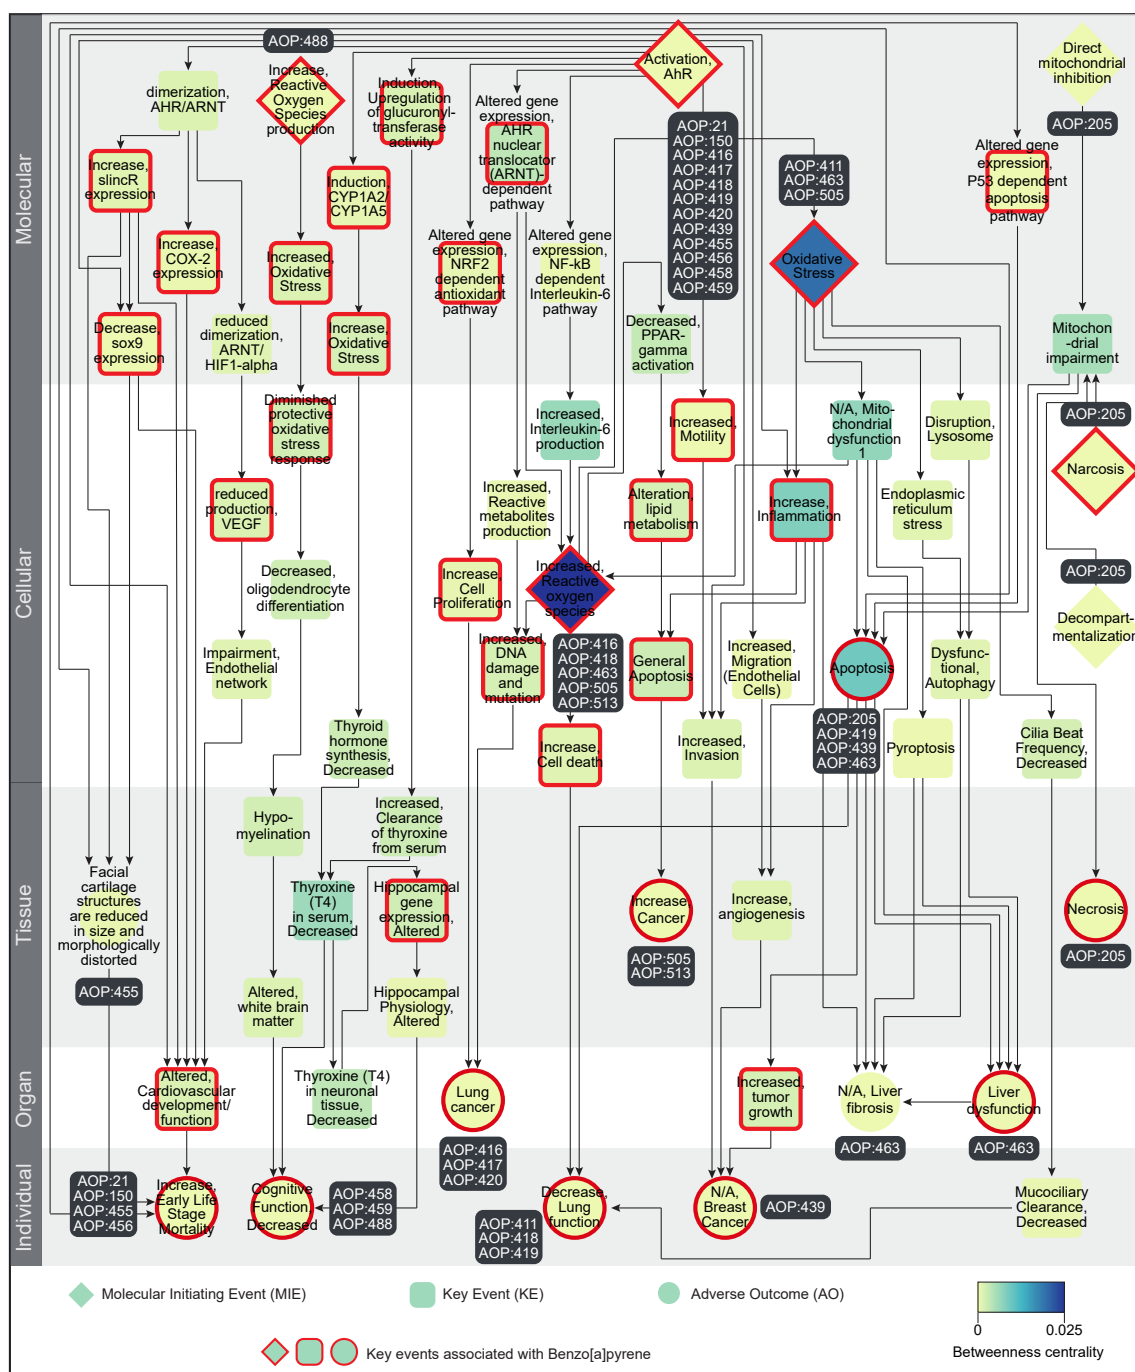 Molecular
Cellular
Tissue
Organ
Individual
AOP:488
dimerization,
AHR/ARNT
Increase,
Reactive
Oxygen
Species
production
Induction,
Upregulation
of glucuronyl-
transferase
activity
Altered gene
expression,
AHR
nuclear
translocator
(ARNT)-
dependent
pathway
Activation,
AhR
Direct
mitochondrial
inhibition
AOP:205
AOP:21
AOP:150
AOP:416
AOP:417
AOP:418
AOP:419
AOP:420
AOP:439
AOP:455
AOP:456
AOP:458
AOP:459
AOP:411
AOP:463
AOP:505
Altered gene
expression,
P53 dependent
apoptosis
pathway
Increase,
slincR
expression
Induction,
CYP1A2/
CYP1A5
Increase,
COX-2
expression
Increased,
Oxidative
Stress
Altered gene
expression,
NRF2
dependent
antioxidant
pathway
Altered gene
expression,
NF-kB
dependent
Interleukin-6
pathway
Oxidative
Stress
Decrease,
sox9
expression
reduced
dimerization,
ARNT/
HIF1-alpha
Increase,
Oxidative
Stress
Decreased,
PPAR-
gamma
activation
Mitochon
-drial
impairment
Diminished
protective
oxidative
stress
response
Increased,
Interleukin-6
production
Increased,
Motility
N/A, Mito-
chondrial
dysfunction
1
Disruption,
Lysosome
AOP:205
Narcosis
reduced
production,
VEGF
Increased,
Reactive
metabolites
production
Alteration,
lipid
metabolism
Increase,
Inflammation
Endoplasmic
reticulum
stress
Decreased,
oligodendrocyte
differentiation
Increase,
Cell
Proliferation
Increased,
Reactive
oxygen
species
AOP:205
Decompart-
mentalization
Impairment,
Endothelial
network
Increased,
DNA
damage
and
mutation
AOP:416
AOP:418
AOP:463
AOP:505
AOP:513
General
Apoptosis
Increased,
Migration
(Endothelial
Cells)
Apoptosis
Dysfunc-
tional,
Autophagy
Thyroid
hormone
synthesis,
Decreased
Increase,
Cell death
Increased,
Invasion
AOP:205
AOP:419
AOP:439
AOP:463
Pyroptosis
Cilia Beat
Frequency,
Decreased
Hypo-
myelination
Increased,
Clearance
of thyroxine
from serum
Facial
cartilage
structures
are reduced
in size and
morphologically
distorted
Thyroxine
(T4)
in serum,
Decreased
Hippocampal
gene
expression,
Altered
Increase,
Cancer
Increase,
angiogenesis
Necrosis
AOP:505
AOP:513
AOP:205
AOP:455
Altered,
white brain
matter
Hippocampal
Physiology,
Altered
Altered,
Cardiovascular
development/
function
Thyroxine (T4)
in neuronal
tissue,
Decreased
Lung
cancer
Increased,
tumor
growth
N/A, Liver
fibrosis
Liver
dysfunction
AOP:416
AOP:417
AOP:420
AOP:463
AOP:463
AOP:21
AOP:150
AOP:455
AOP:456
Increase,
Early Life
Stage
Mortality
Cognitive
Function,
Decreased
AOP:458
AOP:459
AOP:488
Decrease,
Lung
function
AOP:411
AOP:418
AOP:419
N/A,
Breast
Cancer
AOP:439
Mucociliary
Clearance,
Decreased
Molecular Initiating Event (MIE)
Key Event (KE)
Adverse Outcome (AO)
Key events associated with Benzo[a]pyrene
0
0.025
Betweenness centrality